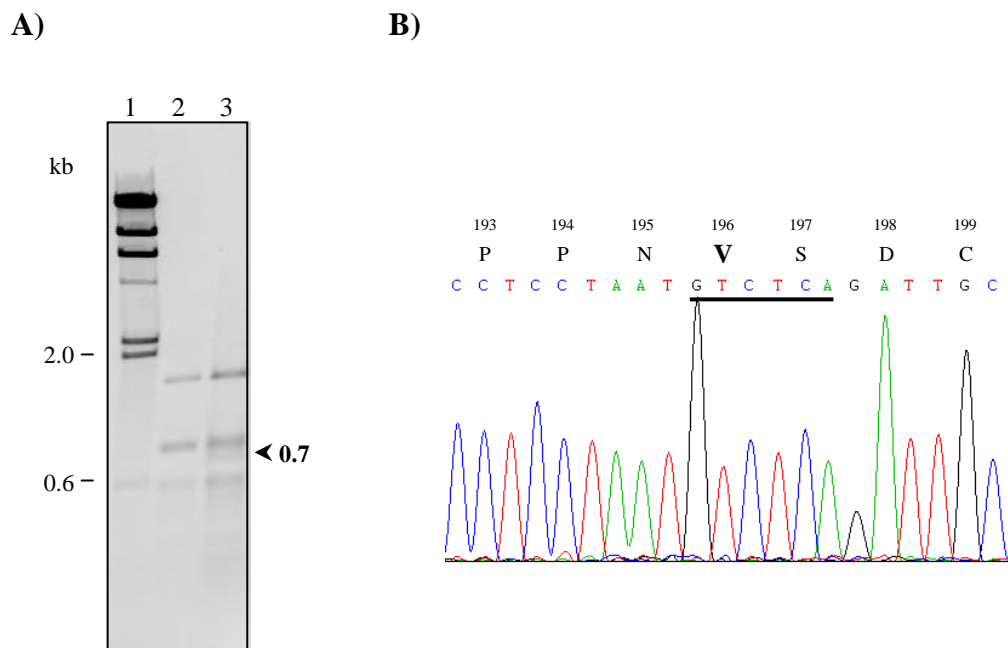 A)
B)
1 2 3
kb
2.0
0.7
0.6
193 194 195 196 197 198 199
P P N V S D C
C C T C C T A A T G T C T C A G A T T G C